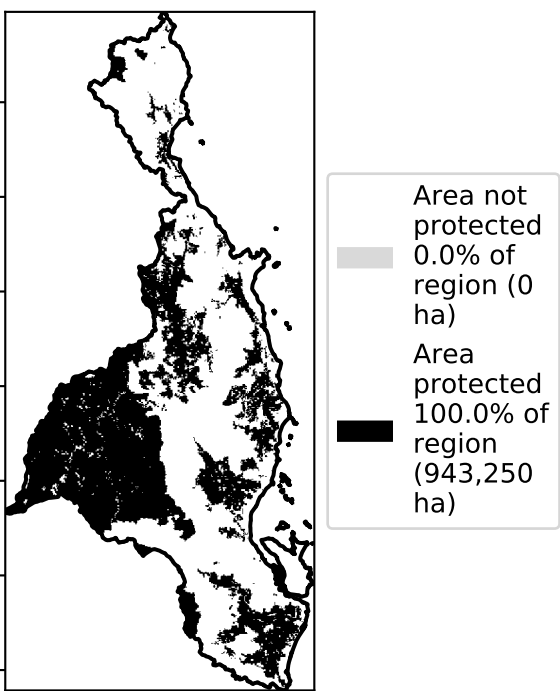 Area not
protected
0.0% of
region (0
ha)
Area
protected
100.0% of
region
(943,250
ha)